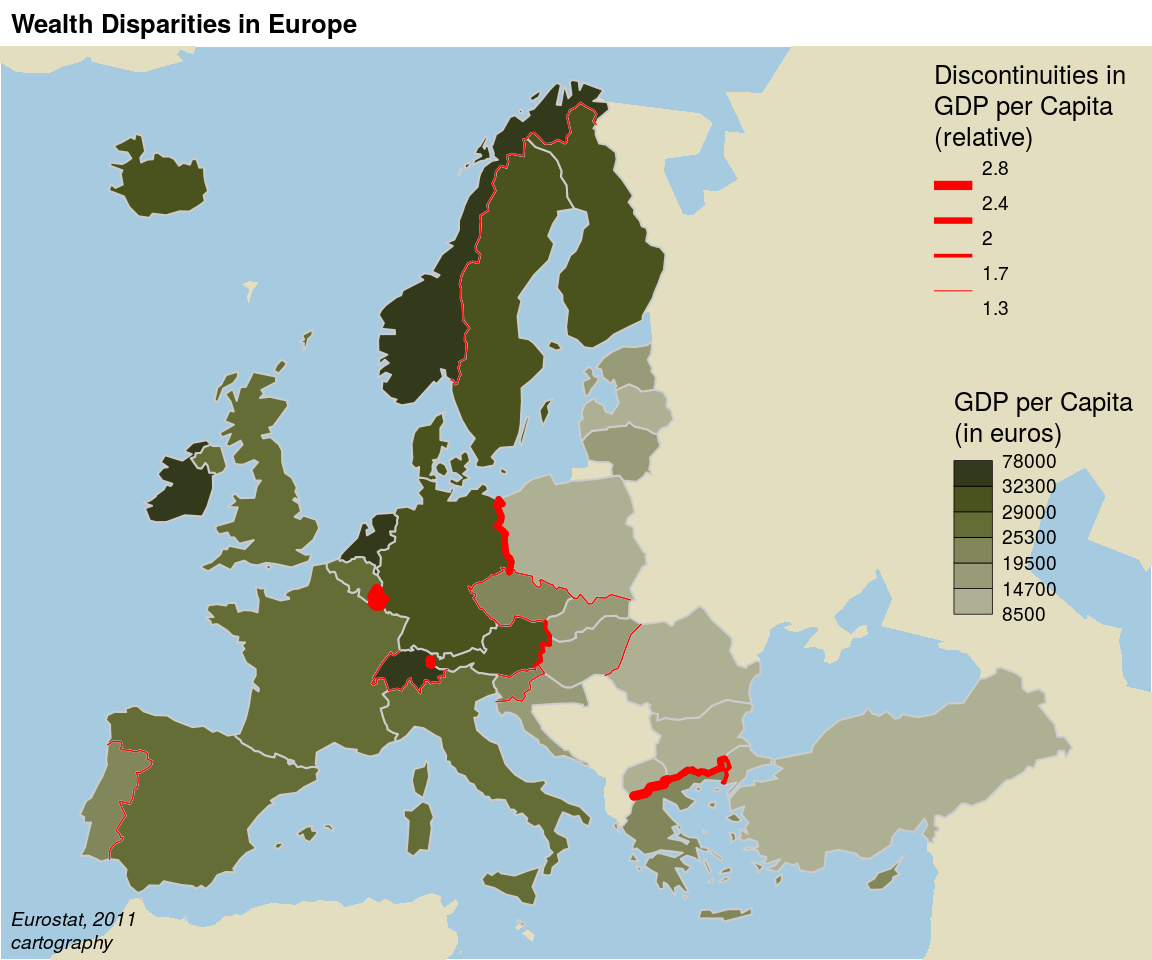 Wealth Disparities in Europe
Discontinuities in
GDP per Capita
(relative)
2.8
2.4
2
1.7
1.3
GDP per Capita
(in euros)
78000
32300
29000
25300
19500
14700
8500
Eurostat, 2011
cartography